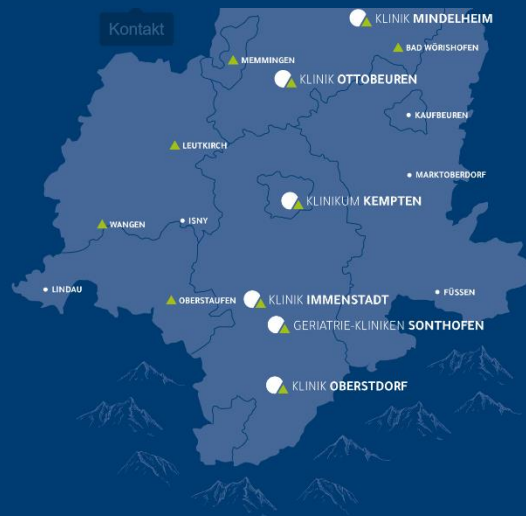 Kontakt
KLINIK MINDELHEIM
BAD WÖRISHOFEN
MEMMINGEN
KLINIK OTTOBEUREN
KAUFBEUREN
LEUTKIRCH
MARKTOBERDORF
KLINIKUM KEMPTEN
ISNY
WANGEN
LINDAU
OBERSTAUFEN
KLINIK IMMENSTADT
FÜSSEN
GERIATRIE-KLINIKEN SONTHOFEN
KLINIK OBERSTDORF